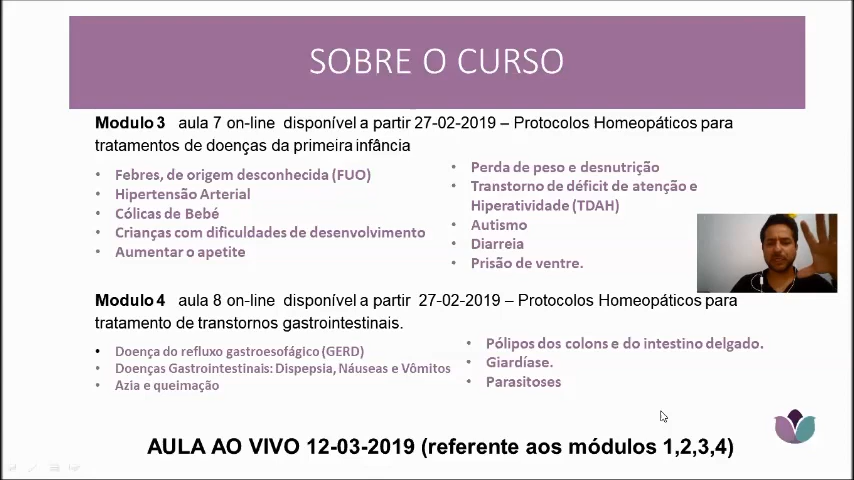 SOBRE O CURSO
Modulo 3 aula 7 on-line disponível a partir 27-02-2019 – Protocolos Homeopáticos para
tratamentos de doenças da primeira infância
• Febres, de origem desconhecida (FUO)
• Hipertensão Arterial
• Cólicas de Bebé
• Crianças com dificuldades de desenvolvimento
• Aumentar o apetite
• Perda de peso e desnutrição
• Transtorno de déficit de atenção e
Hiperatividade (TDAH)
• Autismo
• Diarreia
• Prisão de ventre.
Modulo 4 aula 8 on-line disponível a partir 27-02-2019 – Protocolos Homeopáticos para
tratamento de transtornos gastrointestinais.
• Doença do refluxo gastroesofágico (GERD)
• Doenças Gastrointestinais: Dispepsia, Náuseas e Vômitos
• Azia e queimação
• Pólipos dos colons e do intestino delgado.
• Giardíase.
• Parasitoses
AULA AO VIVO 12-03-2019 (referente aos módulos 1,2,3,4)